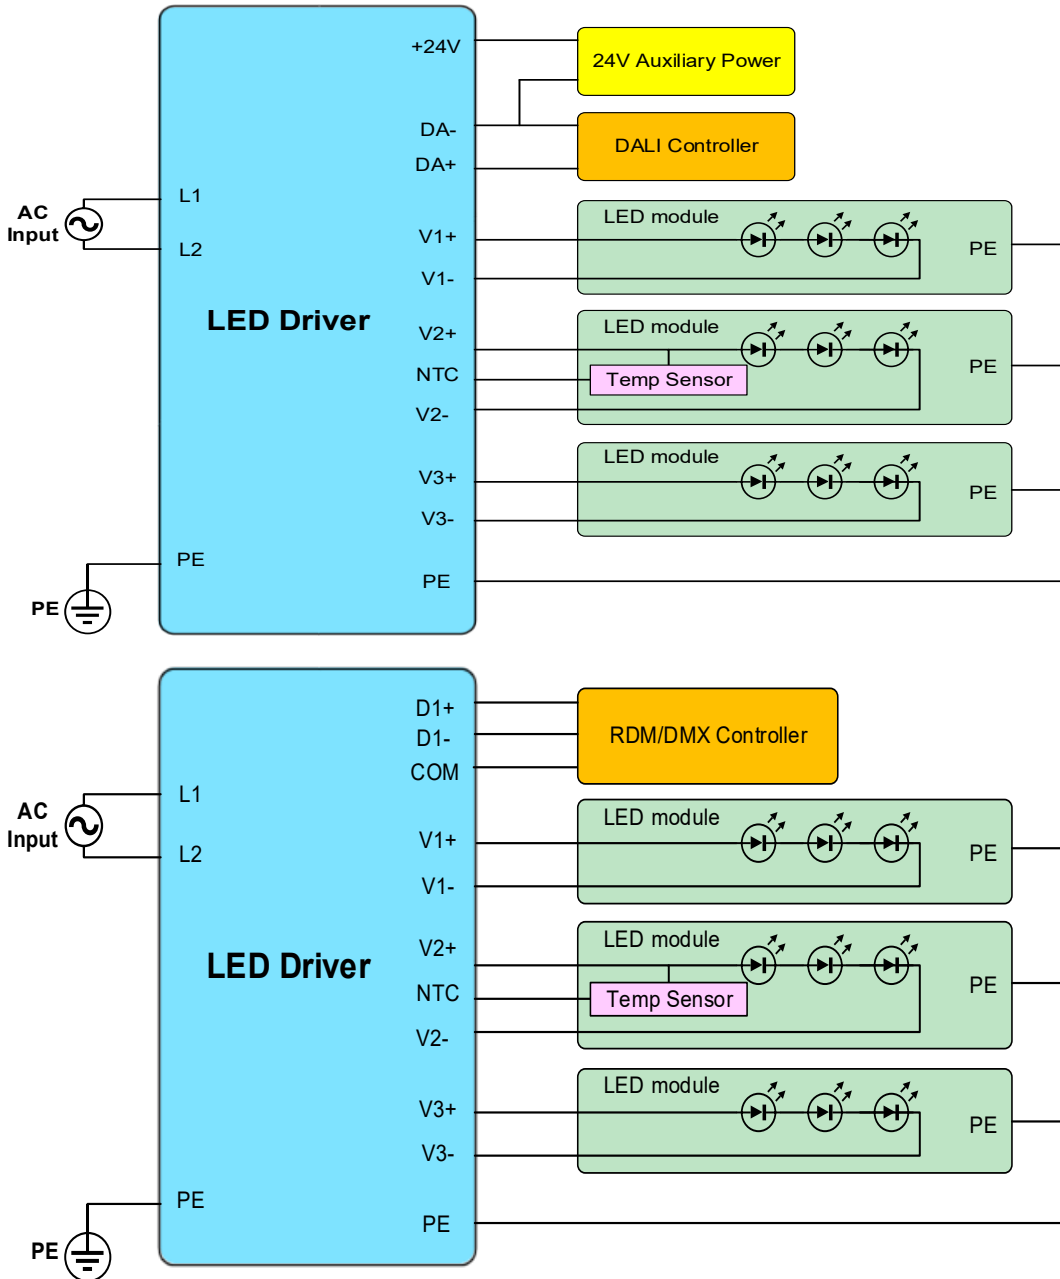 +24V
24V Auxiliary Power
DA-
DALI Controller
DA+
L1
AC
Input
L2
LED module
V1+
PE
V1-
LED Driver
LED module
V2+
PE
NTC
Temp Sensor
V2-
LED module
V3+
PE
V3-
PE
PE
PE
D1+
D1-
COM
RDM/DMX Controller
L1
AC
Input
L2
LED module
V1+
PE
V1-
LED Driver
LED module
V2+
PE
NTC
Temp Sensor
V2-
LED module
V3+
PE
V3-
PE
PE
PE